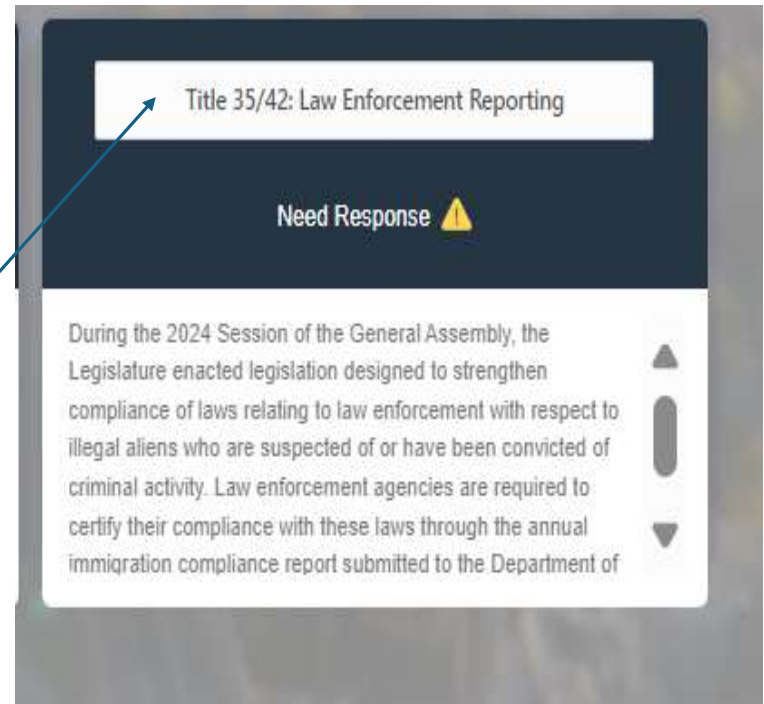 Title 35/42: Law Enforcement Reporting
Need Response ⚠
During the 2024 Session of the General Assembly, the
Legislature enacted legislation designed to strengthen
compliance of laws relating to law enforcement with respect to
illegal aliens who are suspected of or have been convicted of
criminal activity. Law enforcement agencies are required to
certify their compliance with these laws through the annual
immigration compliance report submitted to the Department of